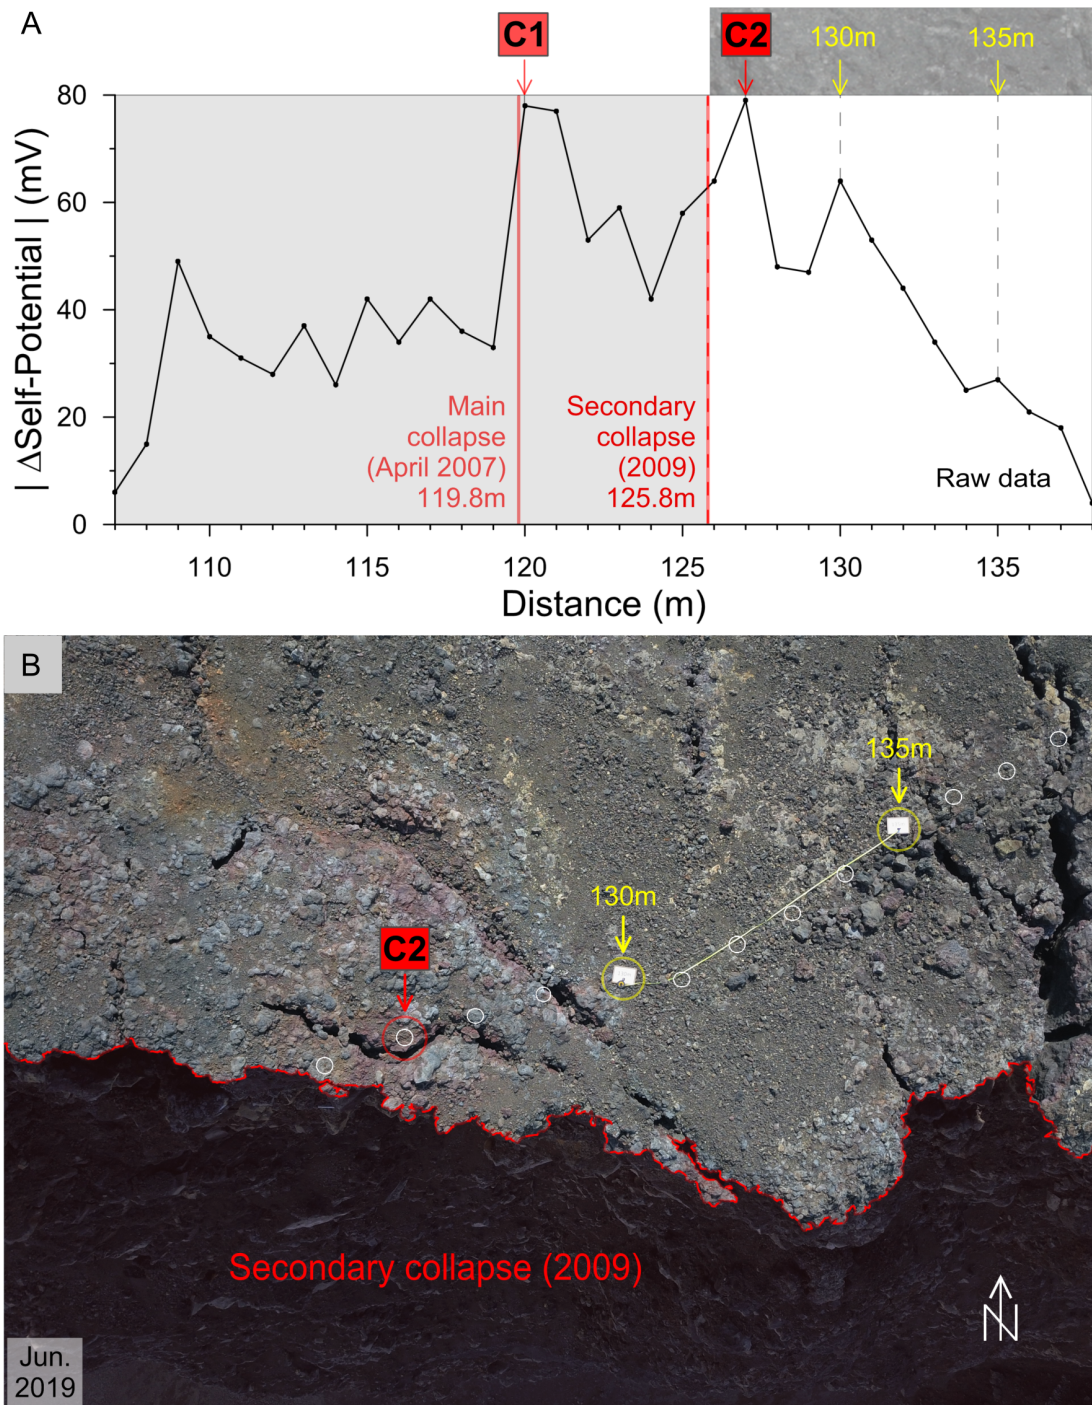 A
C1
C2
130m
135m
80
60
40
20
0
| ΔSelf-Potential | (mV)
Main
collapse
(April 2007)
119.8m
Secondary
collapse
(2009)
125.8m
Raw data
110
115
120
125
130
135
Distance (m)
B
135m
130m
C2
Secondary collapse (2009)
N
Jun.
2019